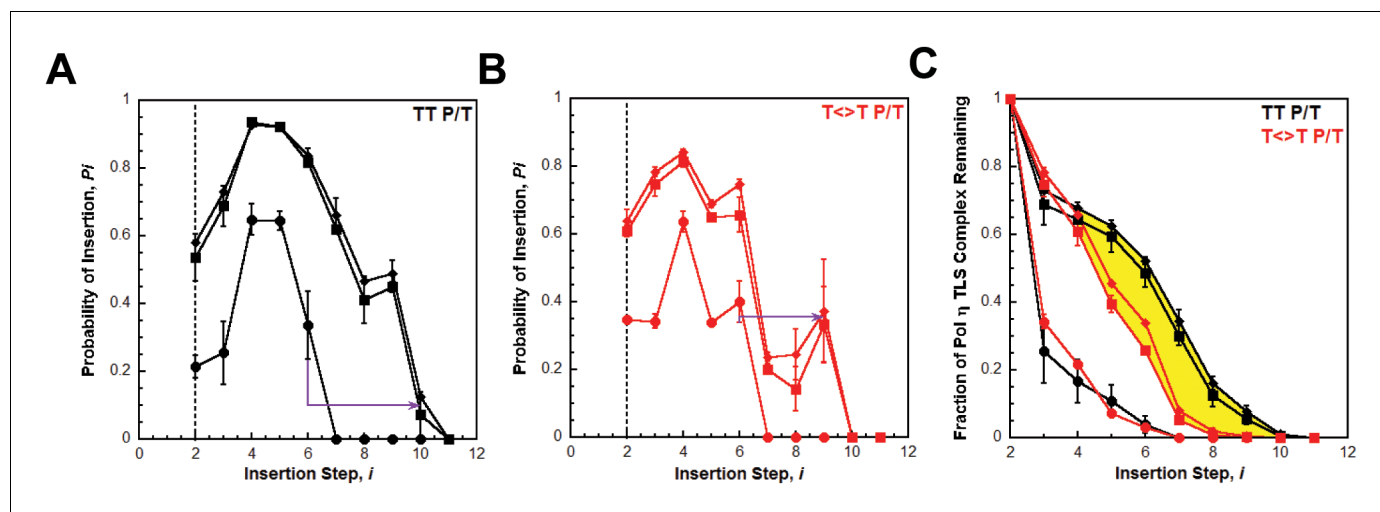 A
TT P/T
Probability of Insertion, Pi
1
0.8
0.6
0.4
0.2
0
0 2 4 6 8 10 12
Insertion Step, i
B
T<>T P/T
Probability of Insertion, Pi
1
0.8
0.6
0.4
0.2
0
0 2 4 6 8 10 12
Insertion Step, i
C
TT P/T
T<>T P/T
Fraction of Pol η TLS Complex Remaining
1
0.8
0.6
0.4
0.2
0
2 4 6 8 10 12
Insertion Step, i